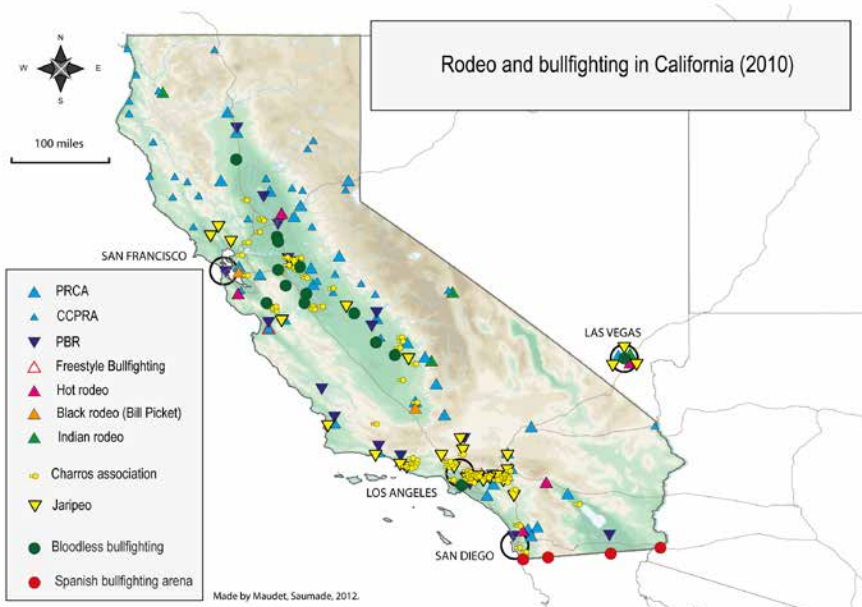 Rodeo and bullfighting in California (2010)
N
W E
S
100 miles
SAN FRANCISCO
LAS VEGAS
LOS ANGELES
SAN DIEGO
PRCA
CCPRA
PBR
Freestyle Bullfighting
Hot rodeo
Black rodeo (Bill Picket)
Indian rodeo
Charros association
Jaripeo
Bloodless bullfighting
Spanish bullfighting arena
Made by Maudet, Saumade, 2012.